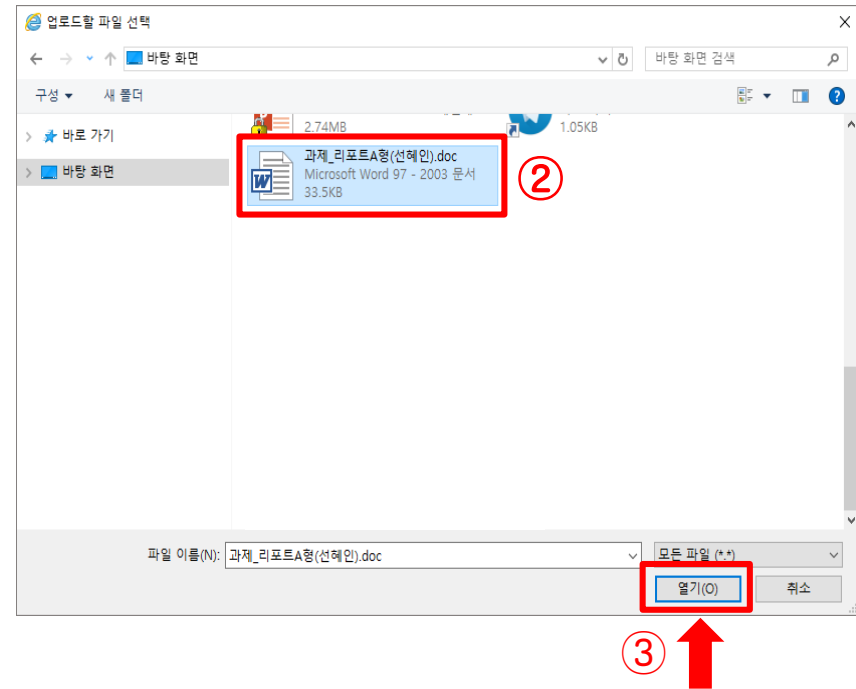 업로드할 파일 선택
바탕 화면
바탕 화면 검색
구성
새 폴더
바로 가기
바탕 화면
2.74MB
1.05KB
과제_리포트A형(선혜인).doc
Microsoft Word 97 - 2003 문서
33.5KB
②
파일 이름(N):
과제_리포트A형(선혜인).doc
모든 파일 (*.*)
열기(O)
취소
③